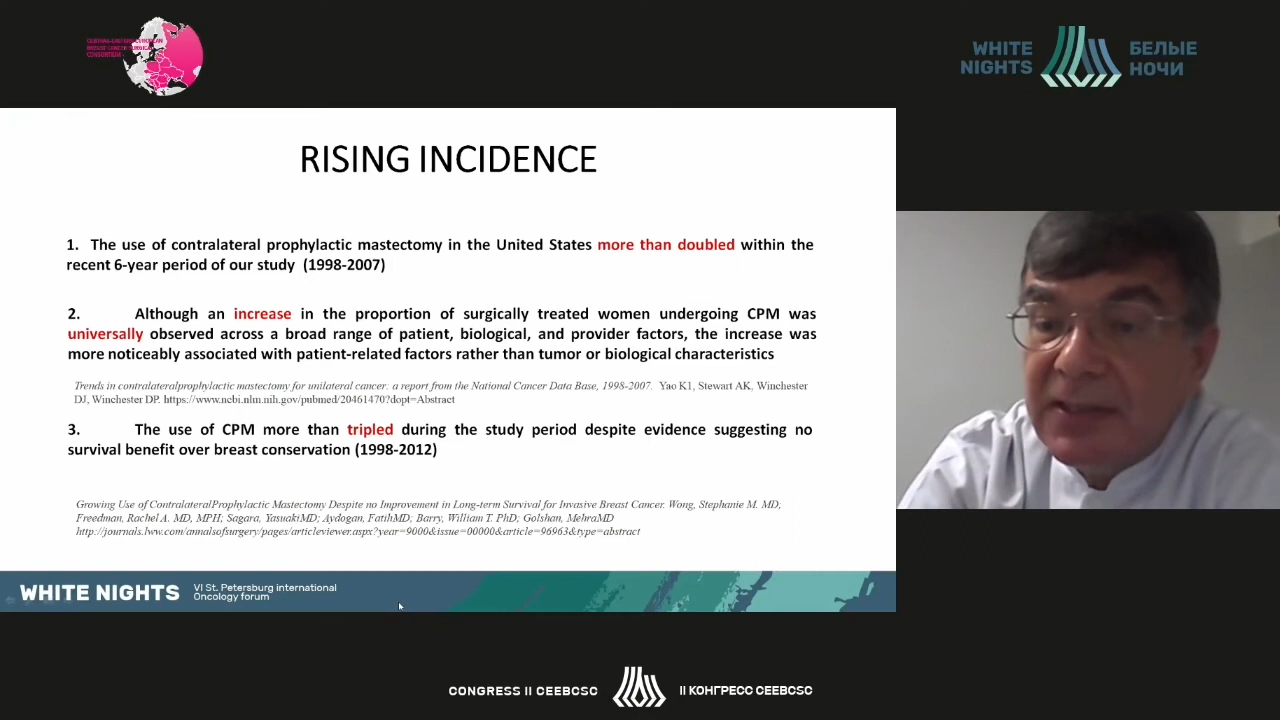 CENTRAL-EASTERN EUROPEAN
BREAST CANCER SURGICAL
CONSORTIUM
WHITE
NIGHTS
БЕЛЫЕ
НОЧИ
RISING INCIDENCE
1. The use of contralateral prophylactic mastectomy in the United States more than doubled within the
recent 6-year period of our study (1998-2007)
2. Although an increase in the proportion of surgically treated women undergoing CPM was
universally observed across a broad range of patient, biological, and provider factors, the increase was
more noticeably associated with patient-related factors rather than tumor or biological characteristics
Trends in contralateralprophylactic mastectomy for unilateral cancer: a report from the National Cancer Data Base, 1998-2007. Yao K1, Stewart AK, Winchester
DJ, Winchester DP. https://www.ncbi.nlm.nih.gov/pubmed/20461470?dopt=Abstract
3. The use of CPM more than tripled during the study period despite evidence suggesting no
survival benefit over breast conservation (1998-2012)
Growing Use of ContralateralProphylactic Mastectomy Despite no Improvement in Long-term Survival for Invasive Breast Cancer. Wong, Stephanie M. MD;
Freedman, Rachel A. MD, MPH; Sagara, YasuakiMD; Aydogan, FatihMD; Barry, William T. PhD; Golshan, MehraMD
http://journals.lww.com/annalsofsurgery/pages/articleviewer.aspx?year=9000&issue=00000&article=96963&type=abstract
WHITE NIGHTS
VI St. Petersburg international
Oncology forum
CONGRESS II CEEBCSC
II КОНГРЕСС CEEBCSC